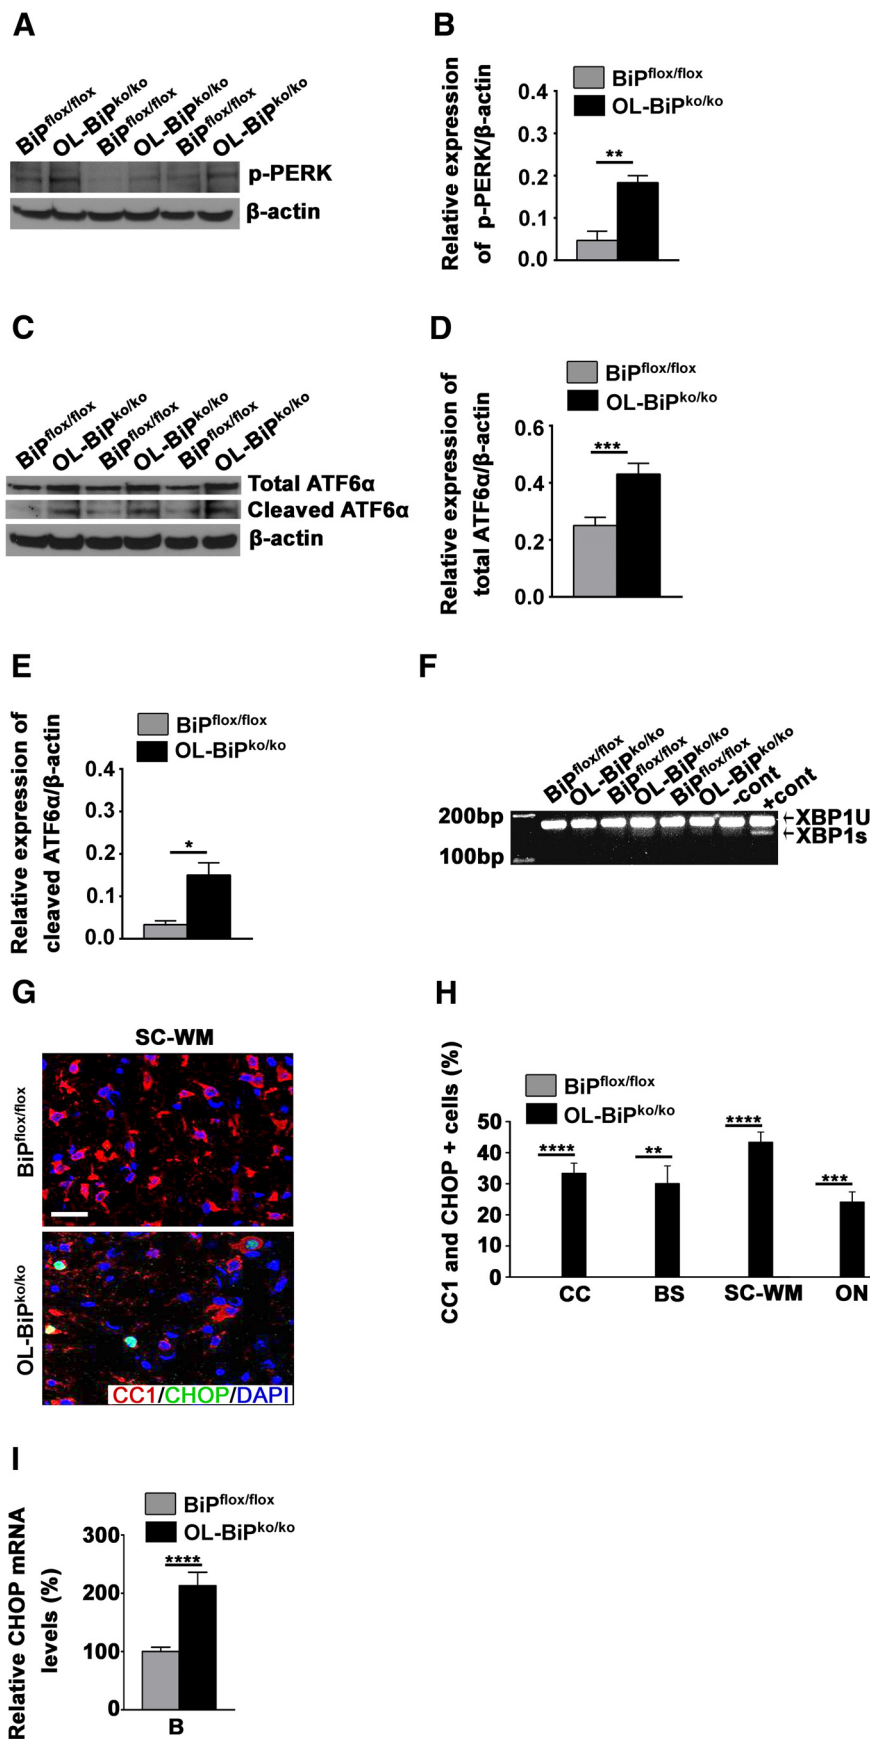 A
BiPflox/flox
OL-BiPko/ko
BiPflox/flox
OL-BiPko/ko
BiPflox/flox
OL-BiPko/ko
p-PERK
β-actin
B
BiPflox/flox
OL-BiPko/ko
Relative expression
of p-PERK/β-actin
0.4
0.3
0.2
0.1
0.0
**
C
BiPflox/flox
OL-BiPko/ko
BiPflox/flox
OL-BiPko/ko
BiPflox/flox
OL-BiPko/ko
Total ATF6α
Cleaved ATF6α
β-actin
D
BiPflox/flox
OL-BiPko/ko
Relative expression of
total ATF6α/β-actin
0.6
0.4
0.2
0.0
***
E
BiPflox/flox
OL-BiPko/ko
Relative expression of
cleaved ATF6α/β-actin
0.4
0.3
0.2
0.1
0.0
*
F
BiPflox/flox
OL-BiPko/ko
BiPflox/flox
OL-BiPko/ko
BiPflox/flox
OL-BiPko/ko
-cont
+cont
200bp
100bp
←XBP1U
←XBP1s
G
SC-WM
BiPflox/flox
OL-BiPko/ko
CC1/CHOP/DAPI
H
BiPflox/flox
OL-BiPko/ko
CC1 and CHOP + cells (%)
50
40
30
20
10
0
****
**
****
***
CC BS SC-WM ON
I
BiPflox/flox
OL-BiPko/ko
Relative CHOP mRNA
levels (%)
300
200
100
0
****
B